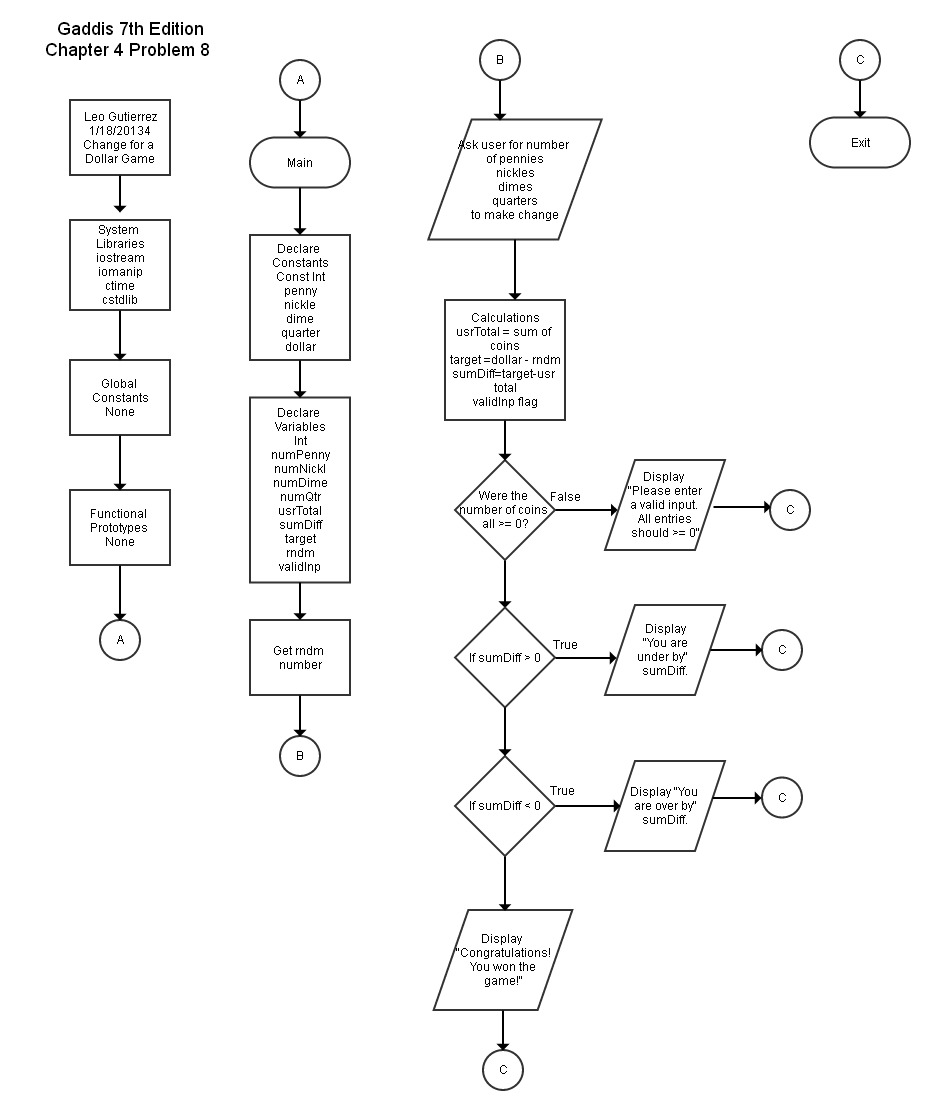 Gaddis 7th Edition
Chapter 4 Problem 8
Leo Gutierrez
1/18/20134
Change for a
Dollar Game
System
Libraries
iostream
iomanip
ctime
cstdlib
Global
Constants
None
Functional
Prototypes
None
A
A
Main
Declare
Constants
Const Int
penny
nickle
dime
quarter
dollar
Declare
Variables
Int
numPenny
numNickl
numDime
numQtr
usrTotal
sumDiff
target
rndm
validInp
Get rndm
number
B
B
Ask user for number
of pennies
nickles
dimes
quarters
to make change
Calculations
usrTotal = sum of
coins
target =dollar - rndm
sumDiff=target-usr
total
validInp flag
Were the
number of coins
all >= 0?
False
Display
"Please enter
a valid input.
All entries
should >= 0"
C
If sumDiff > 0
True
Display
"You are
under by"
sumDiff.
C
If sumDiff < 0
True
Display "You
are over by"
sumDiff.
C
Display
"Congratulations!
You won the
game!"
C
C
Exit